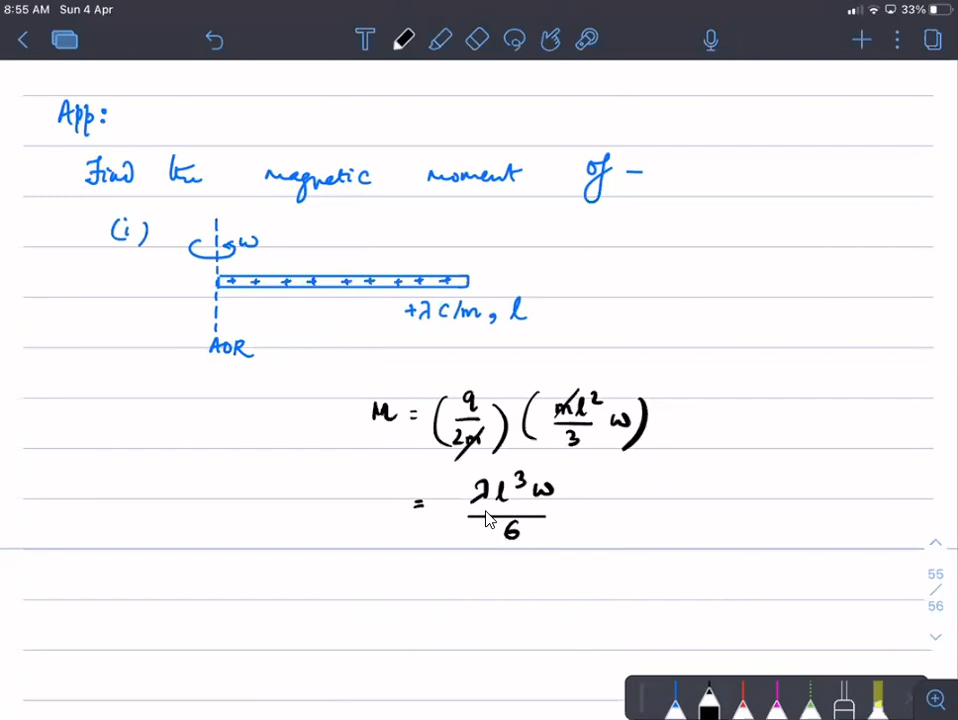 8:55 AM Sun 4 Apr 33%
T
App:
Find the magnetic moment of –
(i)
ω
+ + + + + + + + +
+λ C/m, l
AOR
M = (q/2m) (ml²/3 ω)
= λl³ω/6
55
/
56